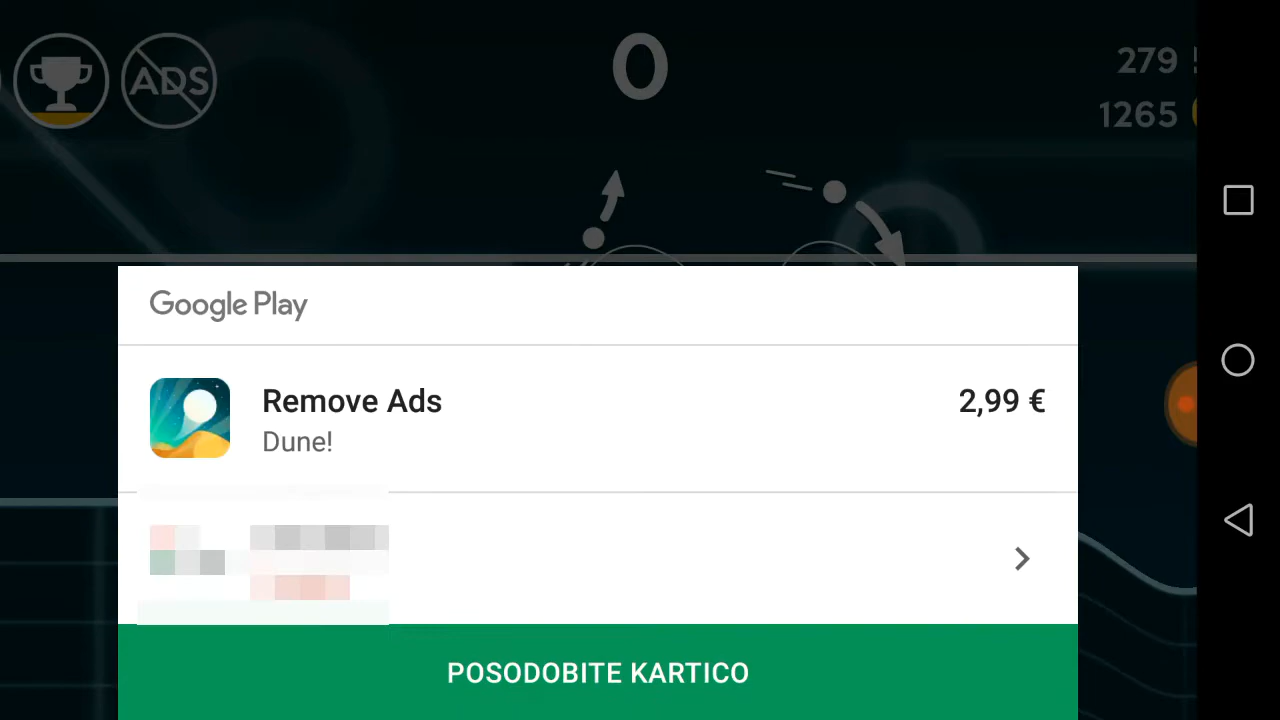 ADS
0
279
1265
Google Play
Remove Ads
2,99 €
Dune!
POSODOBITE KARTICO